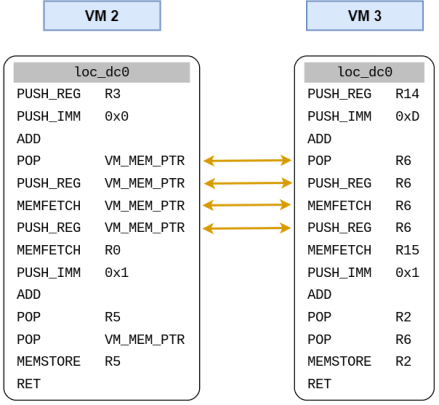 VM 2
loc_dc0
PUSH_REG R3
PUSH_IMM 0x0
ADD
POP VM_MEM_PTR
PUSH_REG VM_MEM_PTR
MEMFETCH VM_MEM_PTR
PUSH_REG VM_MEM_PTR
MEMFETCH R0
PUSH_IMM 0x1
ADD
POP R5
POP VM_MEM_PTR
MEMSTORE R5
RET
VM 3
loc_dc0
PUSH_REG R14
PUSH_IMM 0xD
ADD
POP R6
PUSH_REG R6
MEMFETCH R6
PUSH_REG R6
MEMFETCH R15
PUSH_IMM 0x1
ADD
POP R2
POP R6
MEMSTORE R2
RET